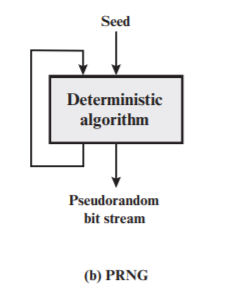 Seed
Deterministic
algorithm
Pseudorandom
bit stream
(b) PRNG